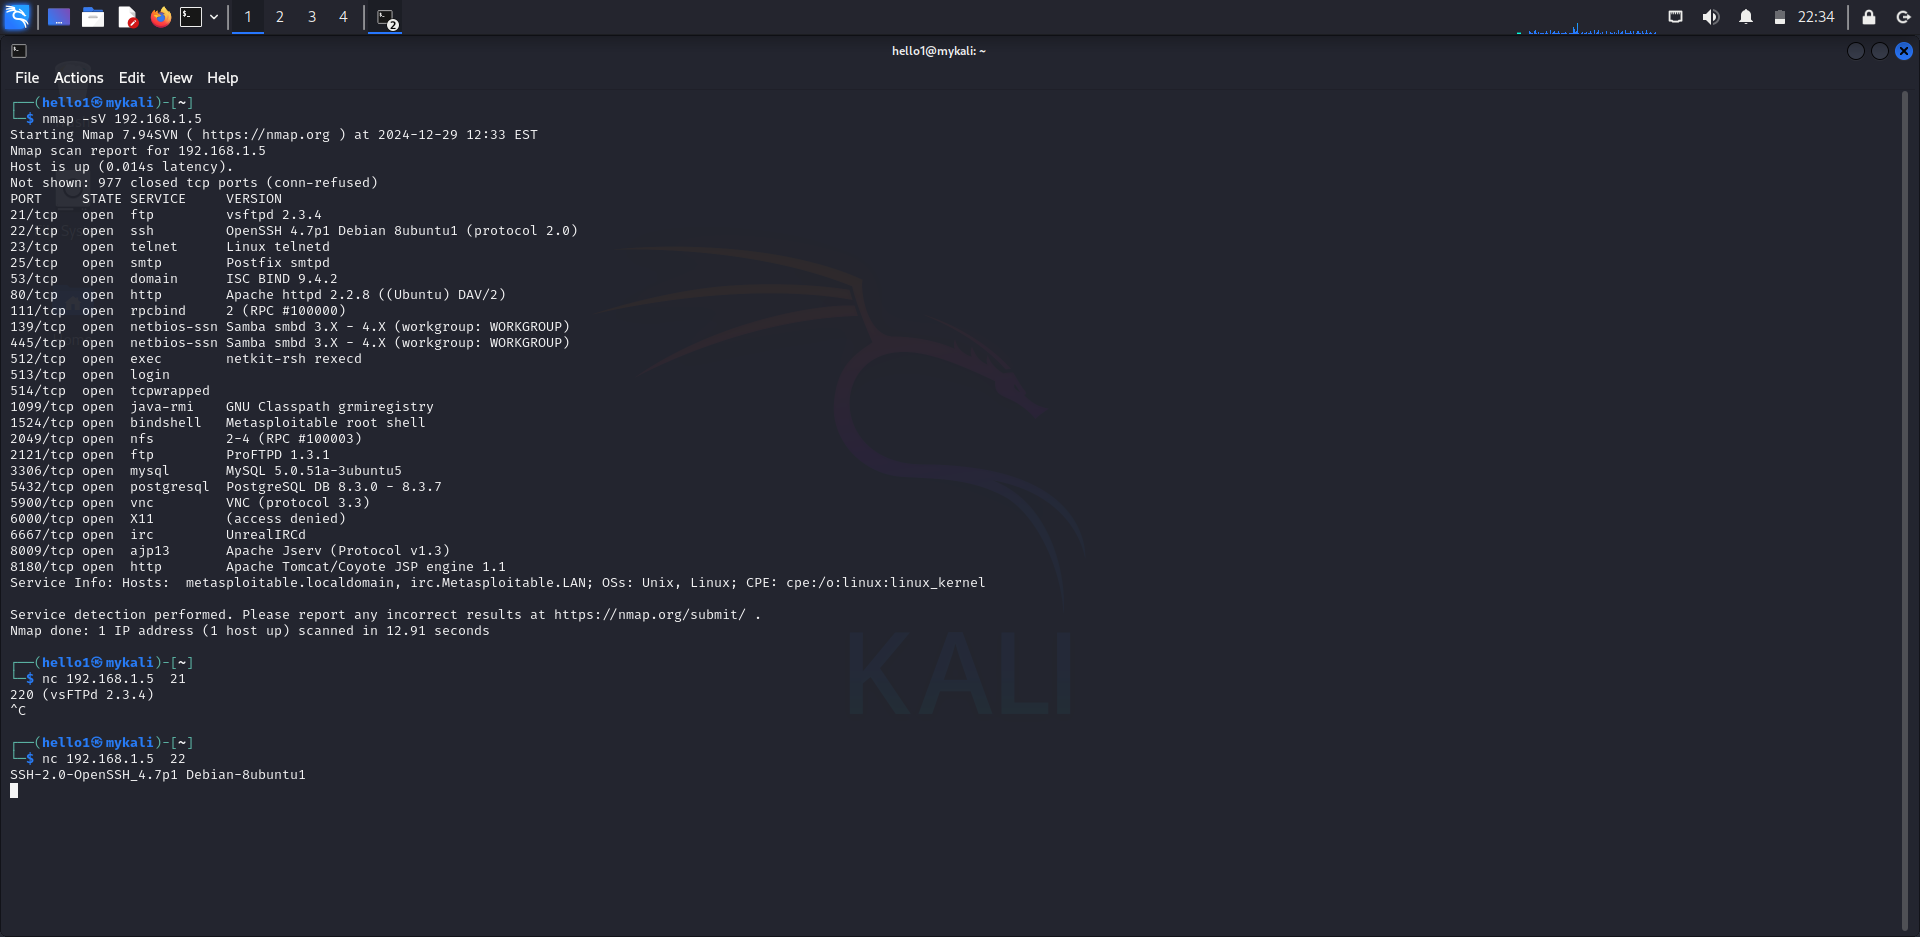 1 2 3 4 2 22:34
hello1@mykali: ~
File Actions Edit View Help
┌──(hello1㉿mykali)-[~]
└─$ nmap -sV 192.168.1.5
Starting Nmap 7.94SVN ( https://nmap.org ) at 2024-12-29 12:33 EST
Nmap scan report for 192.168.1.5
Host is up (0.014s latency).
Not shown: 977 closed tcp ports (conn-refused)
PORT     STATE SERVICE     VERSION
21/tcp   open  ftp         vsftpd 2.3.4
22/tcp   open  ssh         OpenSSH 4.7p1 Debian 8ubuntu1 (protocol 2.0)
23/tcp   open  telnet      Linux telnetd
25/tcp   open  smtp        Postfix smtpd
53/tcp   open  domain      ISC BIND 9.4.2
80/tcp   open  http        Apache httpd 2.2.8 ((Ubuntu) DAV/2)
111/tcp  open  rpcbind     2 (RPC #100000)
139/tcp  open  netbios-ssn Samba smbd 3.X - 4.X (workgroup: WORKGROUP)
445/tcp  open  netbios-ssn Samba smbd 3.X - 4.X (workgroup: WORKGROUP)
512/tcp  open  exec        netkit-rsh rexecd
513/tcp  open  login
514/tcp  open  tcpwrapped
1099/tcp open  java-rmi    GNU Classpath grmiregistry
1524/tcp open  bindshell   Metasploitable root shell
2049/tcp open  nfs         2-4 (RPC #100003)
2121/tcp open  ftp         ProFTPD 1.3.1
3306/tcp open  mysql       MySQL 5.0.51a-3ubuntu5
5432/tcp open  postgresql  PostgreSQL DB 8.3.0 - 8.3.7
5900/tcp open  vnc         VNC (protocol 3.3)
6000/tcp open  X11         (access denied)
6667/tcp open  irc         UnrealIRCd
8009/tcp open  ajp13       Apache Jserv (Protocol v1.3)
8180/tcp open  http        Apache Tomcat/Coyote JSP engine 1.1
Service Info: Hosts:  metasploitable.localdomain, irc.Metasploitable.LAN; OSs: Unix, Linux; CPE: cpe:/o:linux:linux_kernel
Service detection performed. Please report any incorrect results at https://nmap.org/submit/ .
Nmap done: 1 IP address (1 host up) scanned in 12.91 seconds
┌──(hello1㉿mykali)-[~]
└─$ nc 192.168.1.5  21
220 (vsFTPd 2.3.4)
^C
┌──(hello1㉿mykali)-[~]
└─$ nc 192.168.1.5  22
SSH-2.0-OpenSSH_4.7p1 Debian-8ubuntu1
KALI